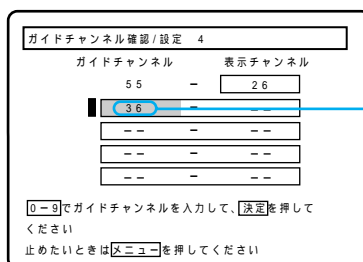 ガイドチャンネル確認/設定 4
ガイドチャンネル 表示チャンネル
55 − 26
36 − −−
−− − −−
−− − −−
−− − −−
0−9でガイドチャンネルを入力して、決定を押して
ください
止めたいときはメニューを押してください